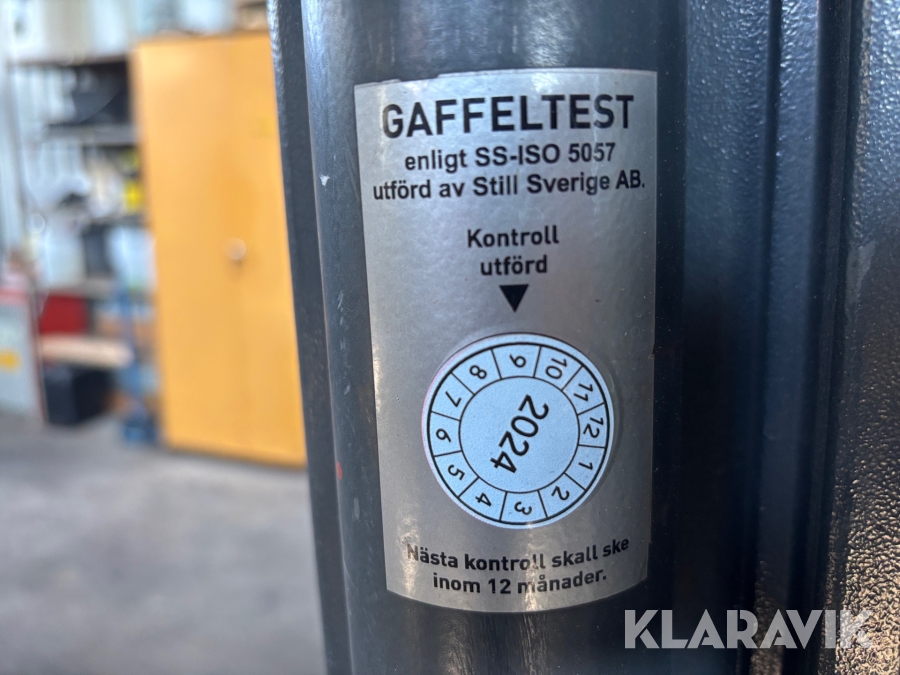 GAFFELTEST
enligt SS-ISO 5057
utförd av Still Sverige AB.
Kontroll
utförd
9 10 11 12 1 2 3 4 5 6 7 8
2024
Nästa kontroll skall ske
inom 12 månader.
KLARAVIK